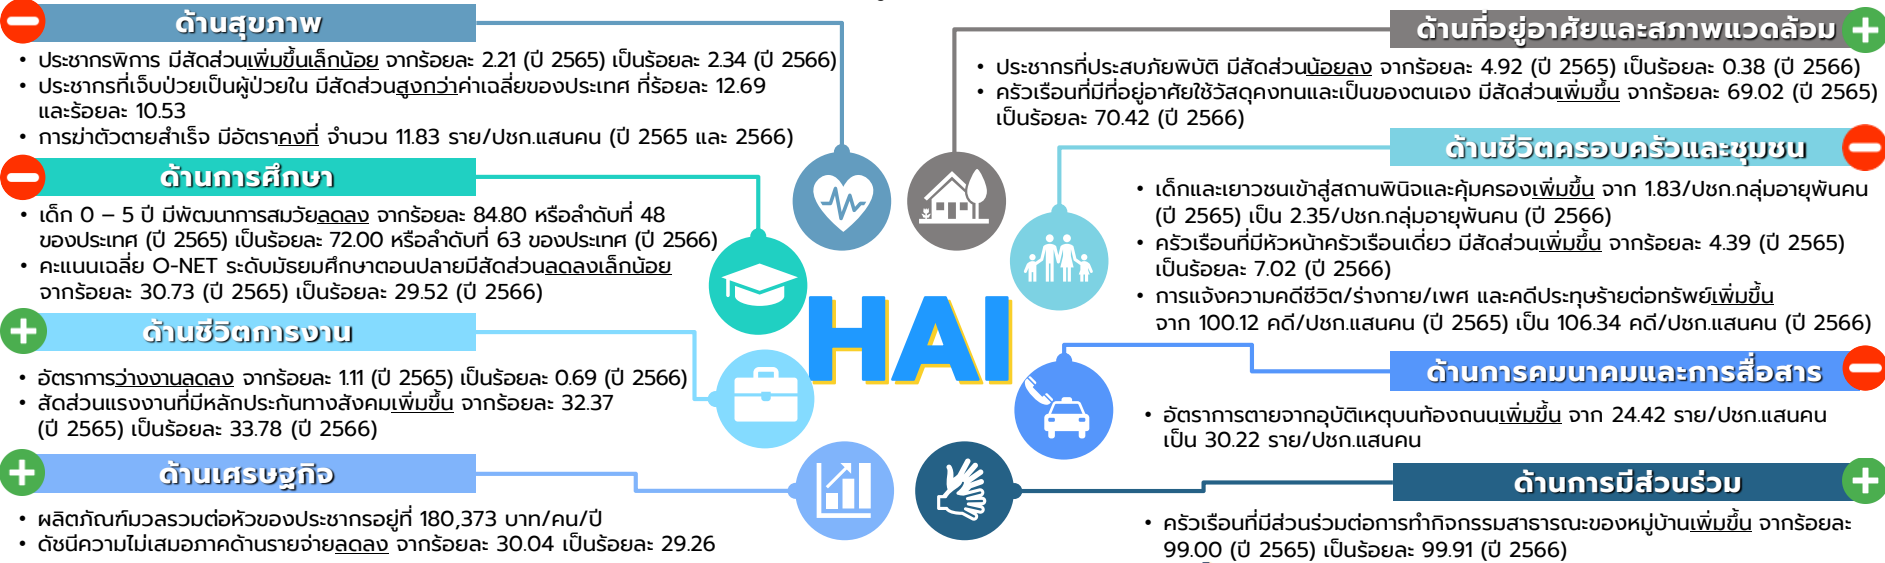 ด้านสุขภาพ
• ประชากรพิการ มีสัดส่วนเพิ่มขึ้นเล็กน้อย จากร้อยละ 2.21 (ปี 2565) เป็นร้อยละ 2.34 (ปี 2566)
• ประชากรที่เจ็บป่วยเป็นผู้ป่วยใน มีสัดส่วนสูงกว่าค่าเฉลี่ยของประเทศ ที่ร้อยละ 12.69
และร้อยละ 10.53
• การฆ่าตัวตายสำเร็จ มีอัตราคงที่ จำนวน 11.83 ราย/ปชก.แสนคน (ปี 2565 และ 2566)
ด้านการศึกษา
• เด็ก 0 – 5 ปี มีพัฒนาการสมวัยลดลง จากร้อยละ 84.80 หรือลำดับที่ 48
ของประเทศ (ปี 2565) เป็นร้อยละ 72.00 หรือลำดับที่ 63 ของประเทศ (ปี 2566)
• คะแนนเฉลี่ย O-NET ระดับมัธยมศึกษาตอนปลายมีสัดส่วนลดลงเล็กน้อย
จากร้อยละ 30.73 (ปี 2565) เป็นร้อยละ 29.52 (ปี 2566)
ด้านชีวิตการงาน
• อัตราการว่างงานลดลง จากร้อยละ 1.11 (ปี 2565) เป็นร้อยละ 0.69 (ปี 2566)
• สัดส่วนแรงงานที่มีหลักประกันทางสังคมเพิ่มขึ้น จากร้อยละ 32.37
(ปี 2565) เป็นร้อยละ 33.78 (ปี 2566)
ด้านเศรษฐกิจ
• ผลิตภัณฑ์มวลรวมต่อหัวของประชากรอยู่ที่ 180,373 บาท/คน/ปี
• ดัชนีความไม่เสมอภาคด้านรายจ่ายลดลง จากร้อยละ 30.04 เป็นร้อยละ 29.26
HAI
ด้านที่อยู่อาศัยและสภาพแวดล้อม
• ประชากรที่ประสบภัยพิบัติ มีสัดส่วนน้อยลง จากร้อยละ 4.92 (ปี 2565) เป็นร้อยละ 0.38 (ปี 2566)
• ครัวเรือนที่มีที่อยู่อาศัยใช้วัสดุคงทนและเป็นของตนเอง มีสัดส่วนเพิ่มขึ้น จากร้อยละ 69.02 (ปี 2565)
เป็นร้อยละ 70.42 (ปี 2566)
ด้านชีวิตครอบครัวและชุมชน
• เด็กและเยาวชนเข้าสู่สถานพินิจและคุ้มครองเพิ่มขึ้น จาก 1.83/ปชก.กลุ่มอายุพันคน
(ปี 2565) เป็น 2.35/ปชก.กลุ่มอายุพันคน (ปี 2566)
• ครัวเรือนที่มีหัวหน้าครัวเรือนเดี่ยว มีสัดส่วนเพิ่มขึ้น จากร้อยละ 4.39 (ปี 2565)
เป็นร้อยละ 7.02 (ปี 2566)
• การแจ้งความคดีชีวิต/ร่างกาย/เพศ และคดีประทุษร้ายต่อทรัพย์เพิ่มขึ้น
จาก 100.12 คดี/ปชก.แสนคน (ปี 2565) เป็น 106.34 คดี/ปชก.แสนคน (ปี 2566)
ด้านการคมนาคมและการสื่อสาร
• อัตราการตายจากอุบัติเหตุบนท้องถนนเพิ่มขึ้น จาก 24.42 ราย/ปชก.แสนคน
เป็น 30.22 ราย/ปชก.แสนคน
ด้านการมีส่วนร่วม
• ครัวเรือนที่มีส่วนร่วมต่อการทำกิจกรรมสาธารณะของหมู่บ้านเพิ่มขึ้น จากร้อยละ
99.00 (ปี 2565) เป็นร้อยละ 99.91 (ปี 2566)